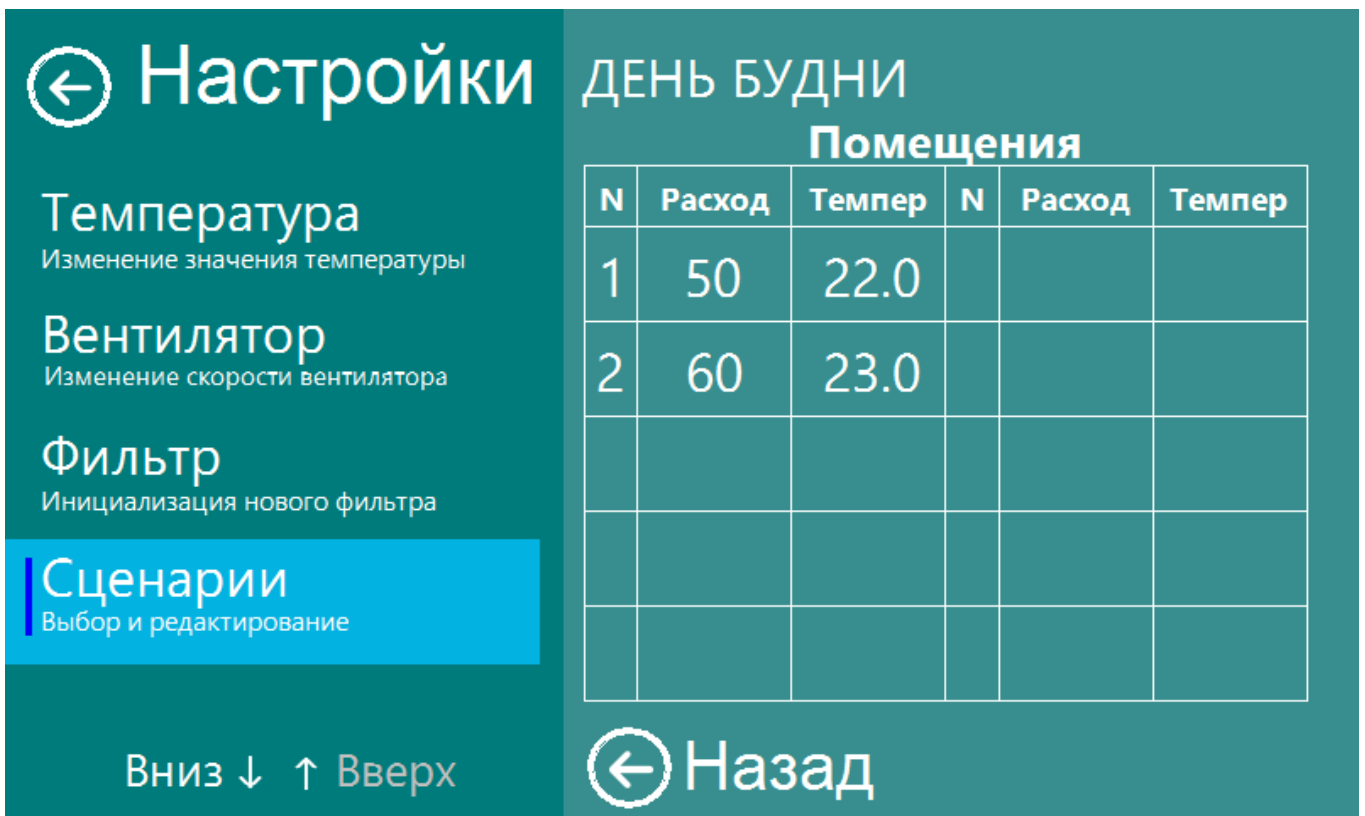 Настройки
Температура
Изменение значения температуры
Вентилятор
Изменение скорости вентилятора
Фильтр
Инициализация нового фильтра
Сценарии
Выбор и редактирование
Вниз ↓ ↑ Вверх
ДЕНЬ БУДНИ
Помещения
N Расход Темпер N Расход Темпер
1 50 22.0
2 60 23.0
Назад